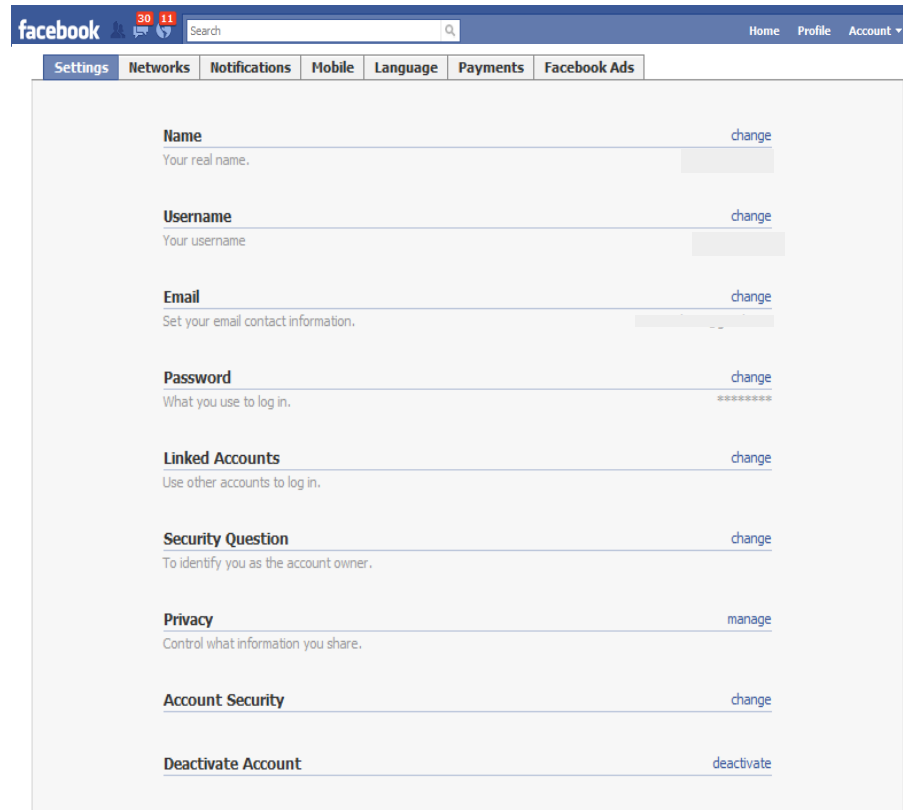 facebook 30 11 Search Home Profile Account
Settings Networks Notifications Mobile Language Payments Facebook Ads
Name change
Your real name.
Username change
Your username
Email change
Set your email contact information.
Password change
What you use to log in. ********
Linked Accounts change
Use other accounts to log in.
Security Question change
To identify you as the account owner.
Privacy manage
Control what information you share.
Account Security change
Deactivate Account deactivate